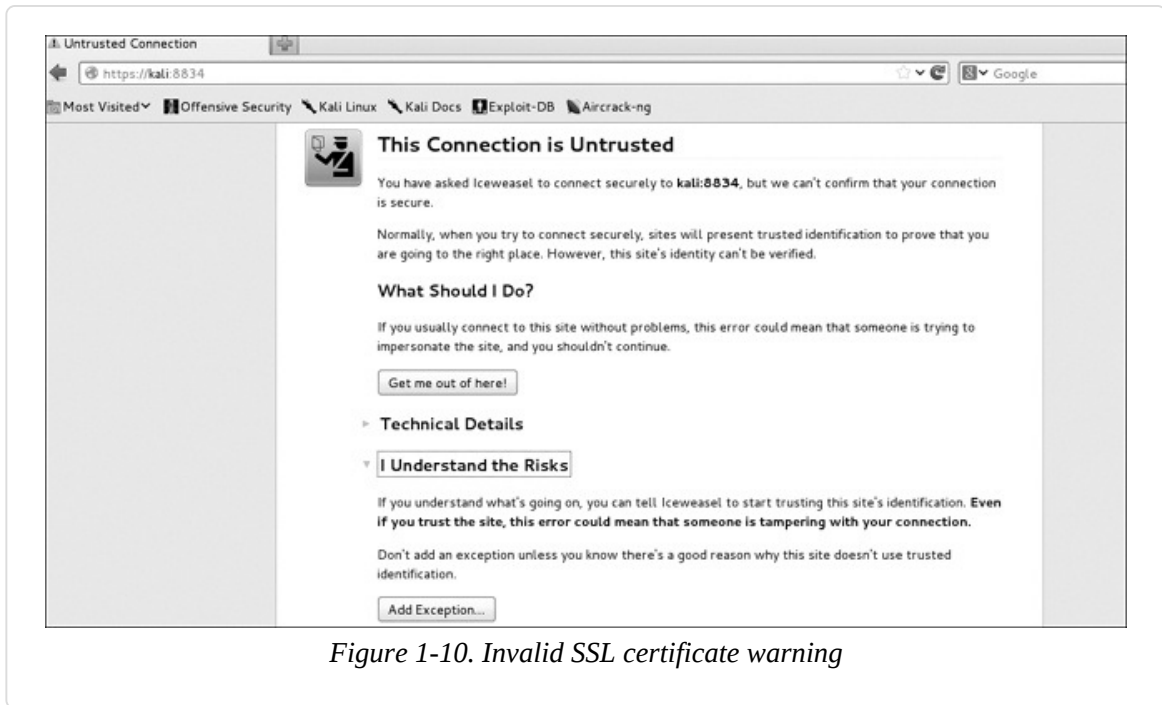 Untrusted Connection
https://kali:8834
Google
Most Visited
Offensive Security
Kali Linux
Kali Docs
Exploit-DB
Aircrack-ng
This Connection is Untrusted
You have asked Iceweasel to connect securely to kali:8834, but we can't confirm that your connection
is secure.
Normally, when you try to connect securely, sites will present trusted identification to prove that you
are going to the right place. However, this site's identity can't be verified.
What Should I Do?
If you usually connect to this site without problems, this error could mean that someone is trying to
impersonate the site, and you shouldn't continue.
Get me out of here!
Technical Details
I Understand the Risks
If you understand what's going on, you can tell Iceweasel to start trusting this site's identification. Even
if you trust the site, this error could mean that someone is tampering with your connection.
Don't add an exception unless you know there's a good reason why this site doesn't use trusted
identification.
Add Exception...
Figure 1-10. Invalid SSL certificate warning